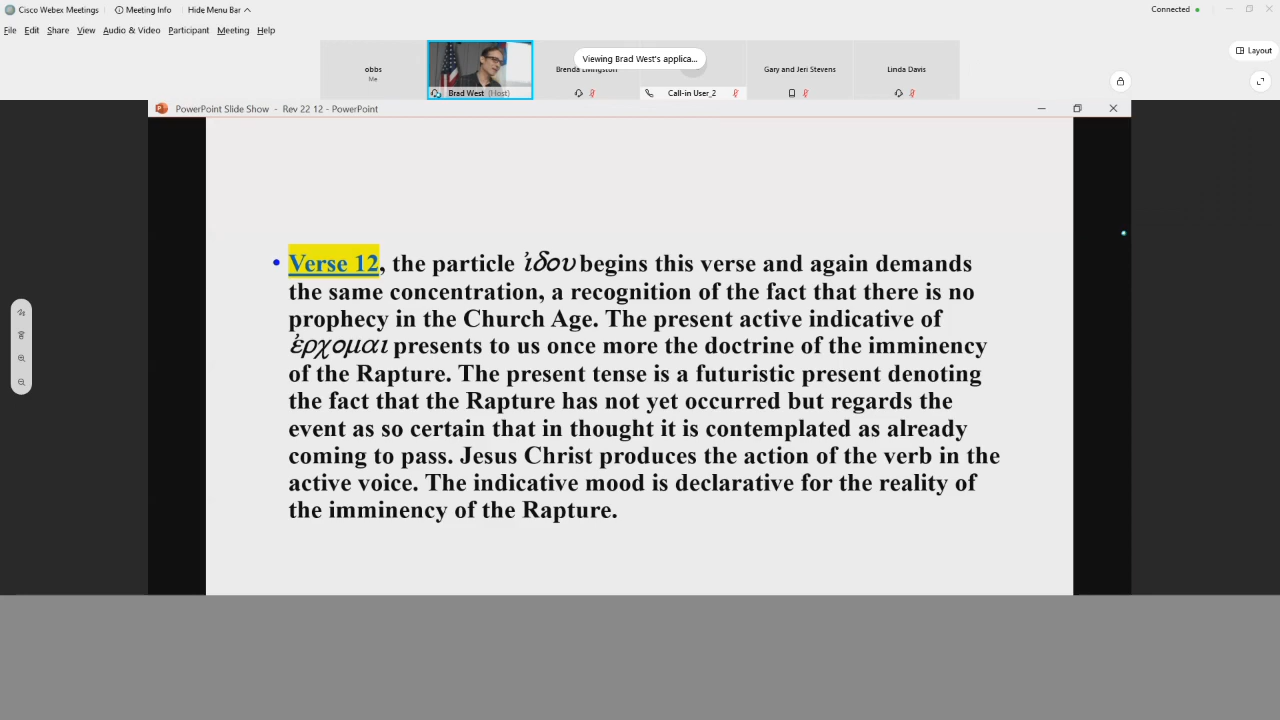 Cisco Webex Meetings
Meeting Info
Hide Menu Bar
Connected
File Edit Share View Audio & Video Participant Meeting Help
Layout
obbs
Me
Brad West (Host)
Viewing Brad West's applica...
Call-in User_2
Gary and Jeri Stevens
Linda Davis
PowerPoint Slide Show - Rev 22 12 - PowerPoint
• Verse 12, the particle ἰδου begins this verse and again demands
the same concentration, a recognition of the fact that there is no
prophecy in the Church Age. The present active indicative of
ἐρχομαι presents to us once more the doctrine of the imminency
of the Rapture. The present tense is a futuristic present denoting
the fact that the Rapture has not yet occurred but regards the
event as so certain that in thought it is contemplated as already
coming to pass. Jesus Christ produces the action of the verb in the
active voice. The indicative mood is declarative for the reality of
the imminency of the Rapture.